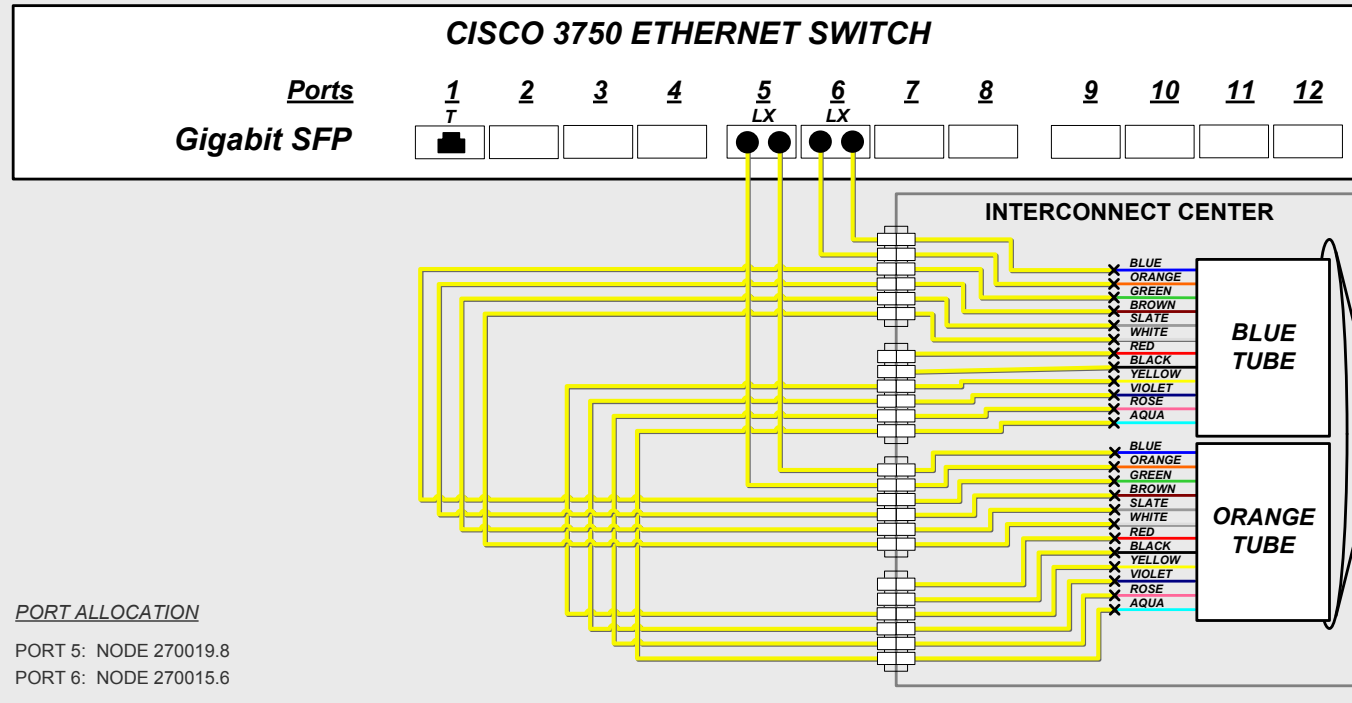 CISCO 3750 ETHERNET SWITCH
Ports 1 2 3 4 5 6 7 8 9 10 11 12
T LX LX
Gigabit SFP
INTERCONNECT CENTER
BLUE
ORANGE
GREEN
BROWN
SLATE
WHITE
RED
BLACK
YELLOW
VIOLET
ROSE
AQUA
BLUE
TUBE
BLUE
ORANGE
GREEN
BROWN
SLATE
WHITE
RED
BLACK
YELLOW
VIOLET
ROSE
AQUA
ORANGE
TUBE
PORT ALLOCATION
PORT 5: NODE 270019.8
PORT 6: NODE 270015.6